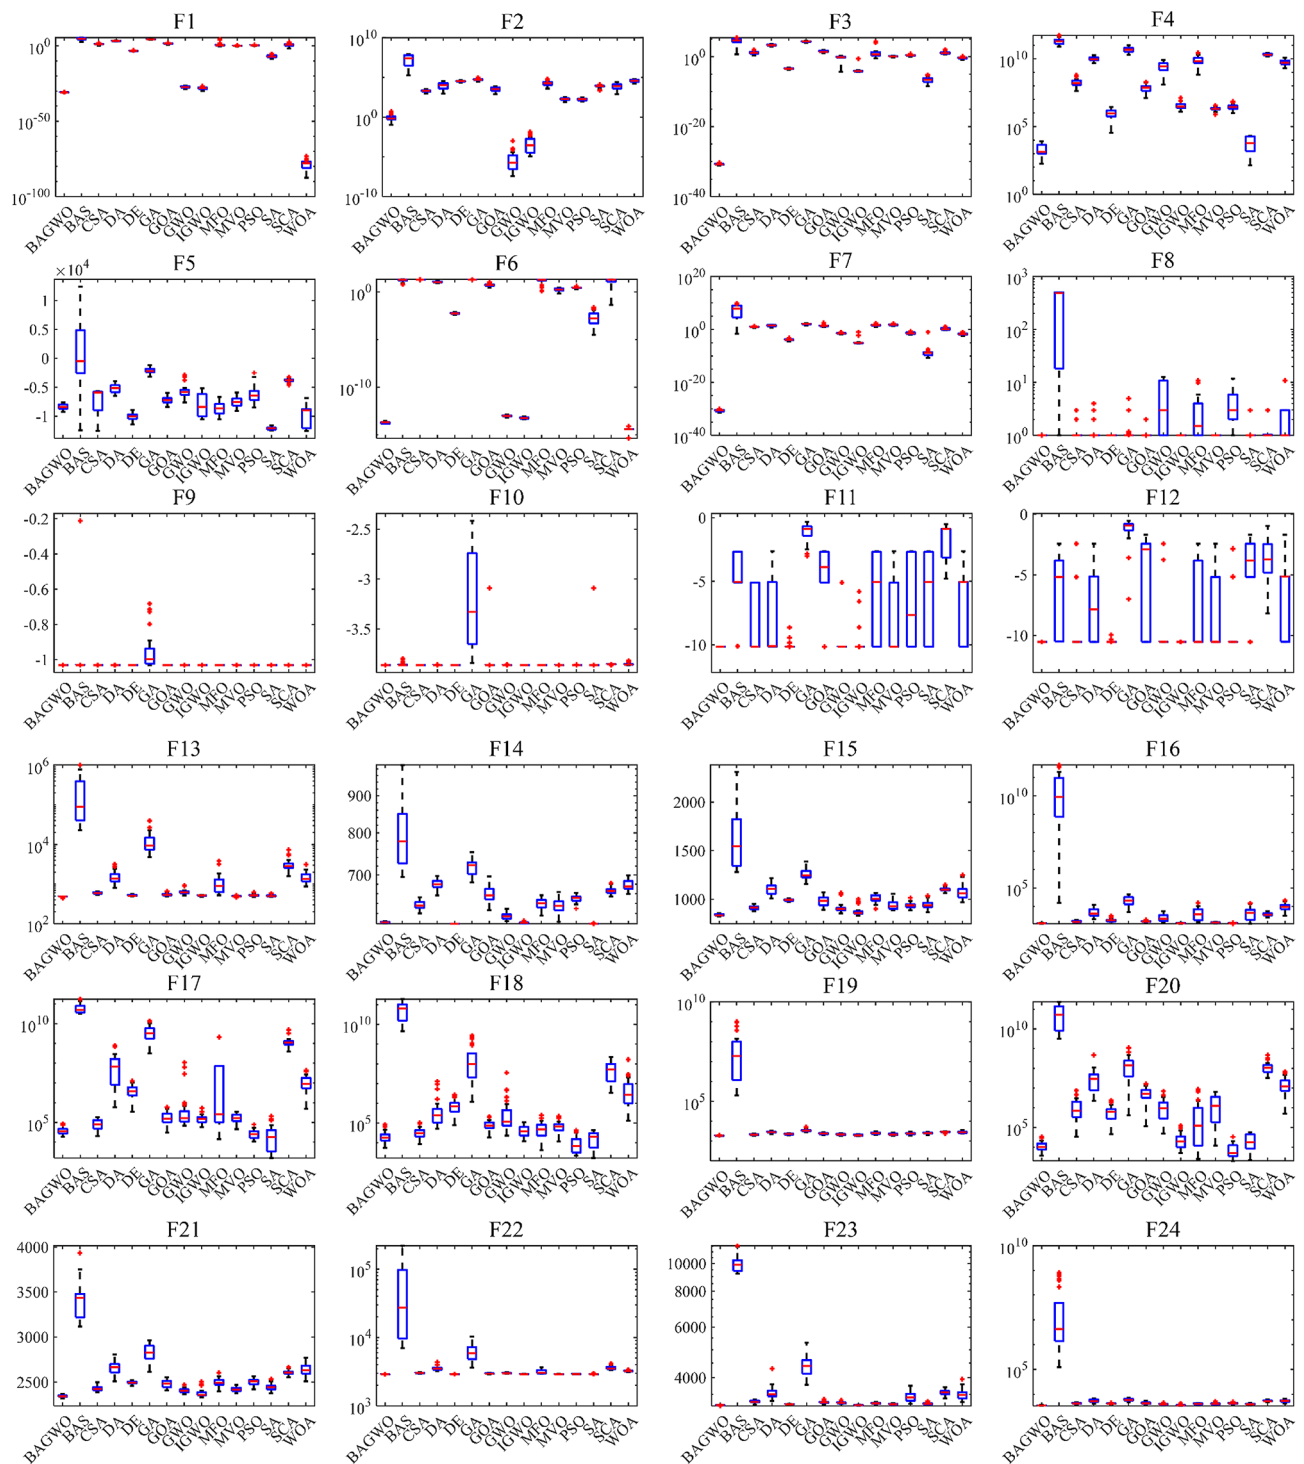 F1
10^0
10^-50
10^-100
BAGWO BAS CSA DA DE GA GOA GWO IGWO MFO MVO PSO SA SCA WOA
F2
10^10
10^0
10^-10
BAGWO BAS CSA DA DE GA GOA GWO IGWO MFO MVO PSO SA SCA WOA
F3
10^0
10^-20
10^-40
BAGWO BAS CSA DA DE GA GOA GWO IGWO MFO MVO PSO SA SCA WOA
F4
10^10
10^5
10^0
BAGWO BAS CSA DA DE GA GOA GWO IGWO MFO MVO PSO SA SCA WOA
F5
×10^4
1
0.5
0
-0.5
-1
BAGWO BAS CSA DA DE GA GOA GWO IGWO MFO MVO PSO SA SCA WOA
F6
10^0
10^-10
BAGWO BAS CSA DA DE GA GOA GWO IGWO MFO MVO PSO SA SCA WOA
F7
10^20
10^0
10^-20
10^-40
BAGWO BAS CSA DA DE GA GOA GWO IGWO MFO MVO PSO SA SCA WOA
F8
10^3
10^2
10^1
10^0
BAGWO BAS CSA DA DE GA GOA GWO IGWO MFO MVO PSO SA SCA WOA
F9
-0.2
-0.4
-0.6
-0.8
-1
BAGWO BAS CSA DA DE GA GOA GWO IGWO MFO MVO PSO SA SCA WOA
F10
-2.5
-3
-3.5
BAGWO BAS CSA DA DE GA GOA GWO IGWO MFO MVO PSO SA SCA WOA
F11
0
-5
-10
BAGWO BAS CSA DA DE GA GOA GWO IGWO MFO MVO PSO SA SCA WOA
F12
0
-5
-10
BAGWO BAS CSA DA DE GA GOA GWO IGWO MFO MVO PSO SA SCA WOA
F13
10^6
10^4
10^2
BAGWO BAS CSA DA DE GA GOA GWO IGWO MFO MVO PSO SA SCA WOA
F14
900
800
700
BAGWO BAS CSA DA DE GA GOA GWO IGWO MFO MVO PSO SA SCA WOA
F15
2000
1500
1000
BAGWO BAS CSA DA DE GA GOA GWO IGWO MFO MVO PSO SA SCA WOA
F16
10^10
10^5
BAGWO BAS CSA DA DE GA GOA GWO IGWO MFO MVO PSO SA SCA WOA
F17
10^10
10^5
BAGWO BAS CSA DA DE GA GOA GWO IGWO MFO MVO PSO SA SCA WOA
F18
10^10
10^5
BAGWO BAS CSA DA DE GA GOA GWO IGWO MFO MVO PSO SA SCA WOA
F19
10^10
10^5
BAGWO BAS CSA DA DE GA GOA GWO IGWO MFO MVO PSO SA SCA WOA
F20
10^10
10^5
BAGWO BAS CSA DA DE GA GOA GWO IGWO MFO MVO PSO SA SCA WOA
F21
4000
3500
3000
2500
BAGWO BAS CSA DA DE GA GOA GWO IGWO MFO MVO PSO SA SCA WOA
F22
10^5
10^4
10^3
BAGWO BAS CSA DA DE GA GOA GWO IGWO MFO MVO PSO SA SCA WOA
F23
10000
8000
6000
4000
BAGWO BAS CSA DA DE GA GOA GWO IGWO MFO MVO PSO SA SCA WOA
F24
10^10
10^5
BAGWO BAS CSA DA DE GA GOA GWO IGWO MFO MVO PSO SA SCA WOA